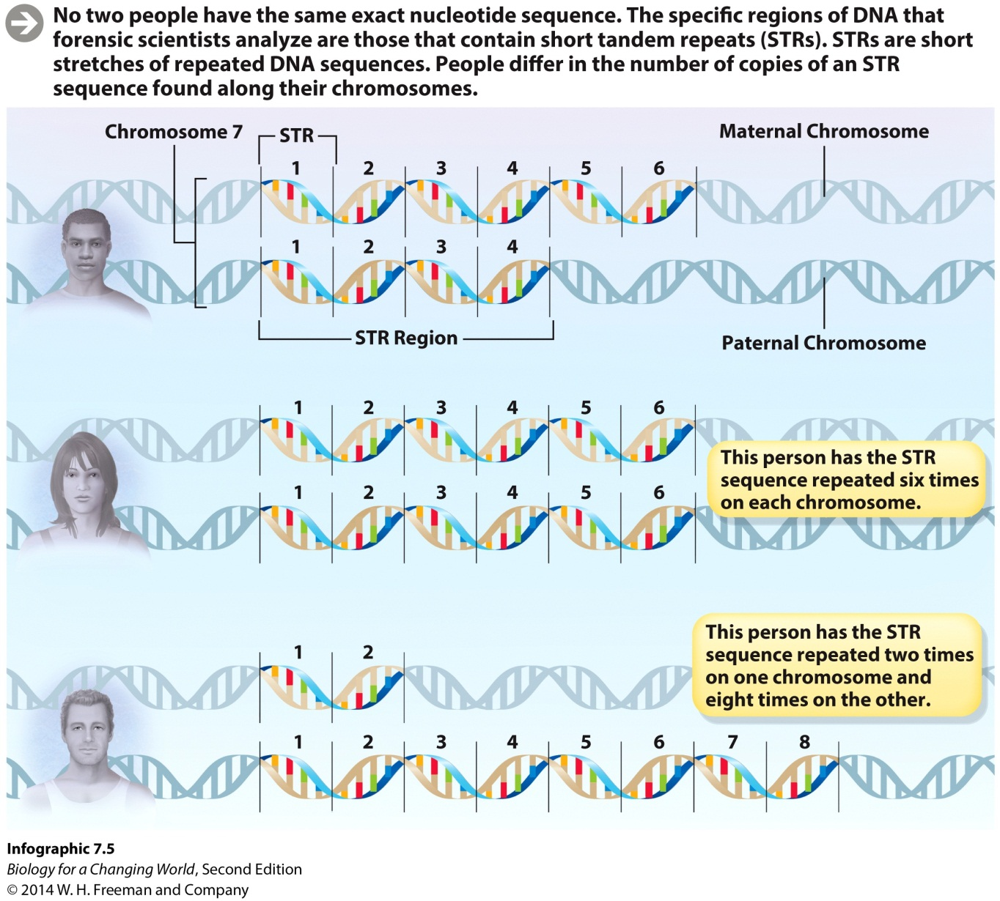 No two people have the same exact nucleotide sequence. The specific regions of DNA that
forensic scientists analyze are those that contain short tandem repeats (STRs). STRs are short
stretches of repeated DNA sequences. People differ in the number of copies of an STR
sequence found along their chromosomes.
Chromosome 7
STR
Maternal Chromosome
1 2 3 4 5 6
1 2 3 4
STR Region
Paternal Chromosome
1 2 3 4 5 6
This person has the STR
sequence repeated six times
on each chromosome.
1 2 3 4 5 6
This person has the STR
sequence repeated two times
on one chromosome and
eight times on the other.
1 2
1 2 3 4 5 6 7 8
Infographic 7.5
Biology for a Changing World, Second Edition
© 2014 W. H. Freeman and Company